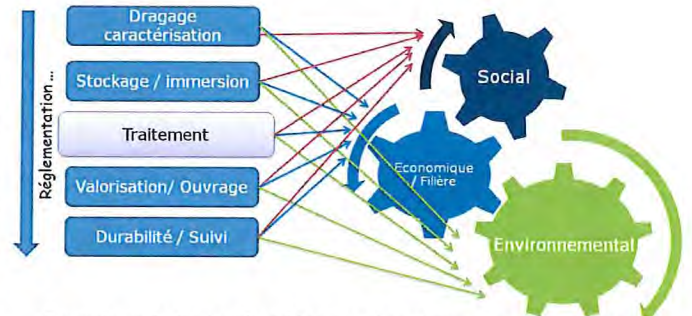 Réglementation ...
Dragage
caractérisation
Stockage / immersion
Traitement
Valorisation/ Ouvrage
Durabilité / Suivi
Social
Economique
/ Filière
Environnemental